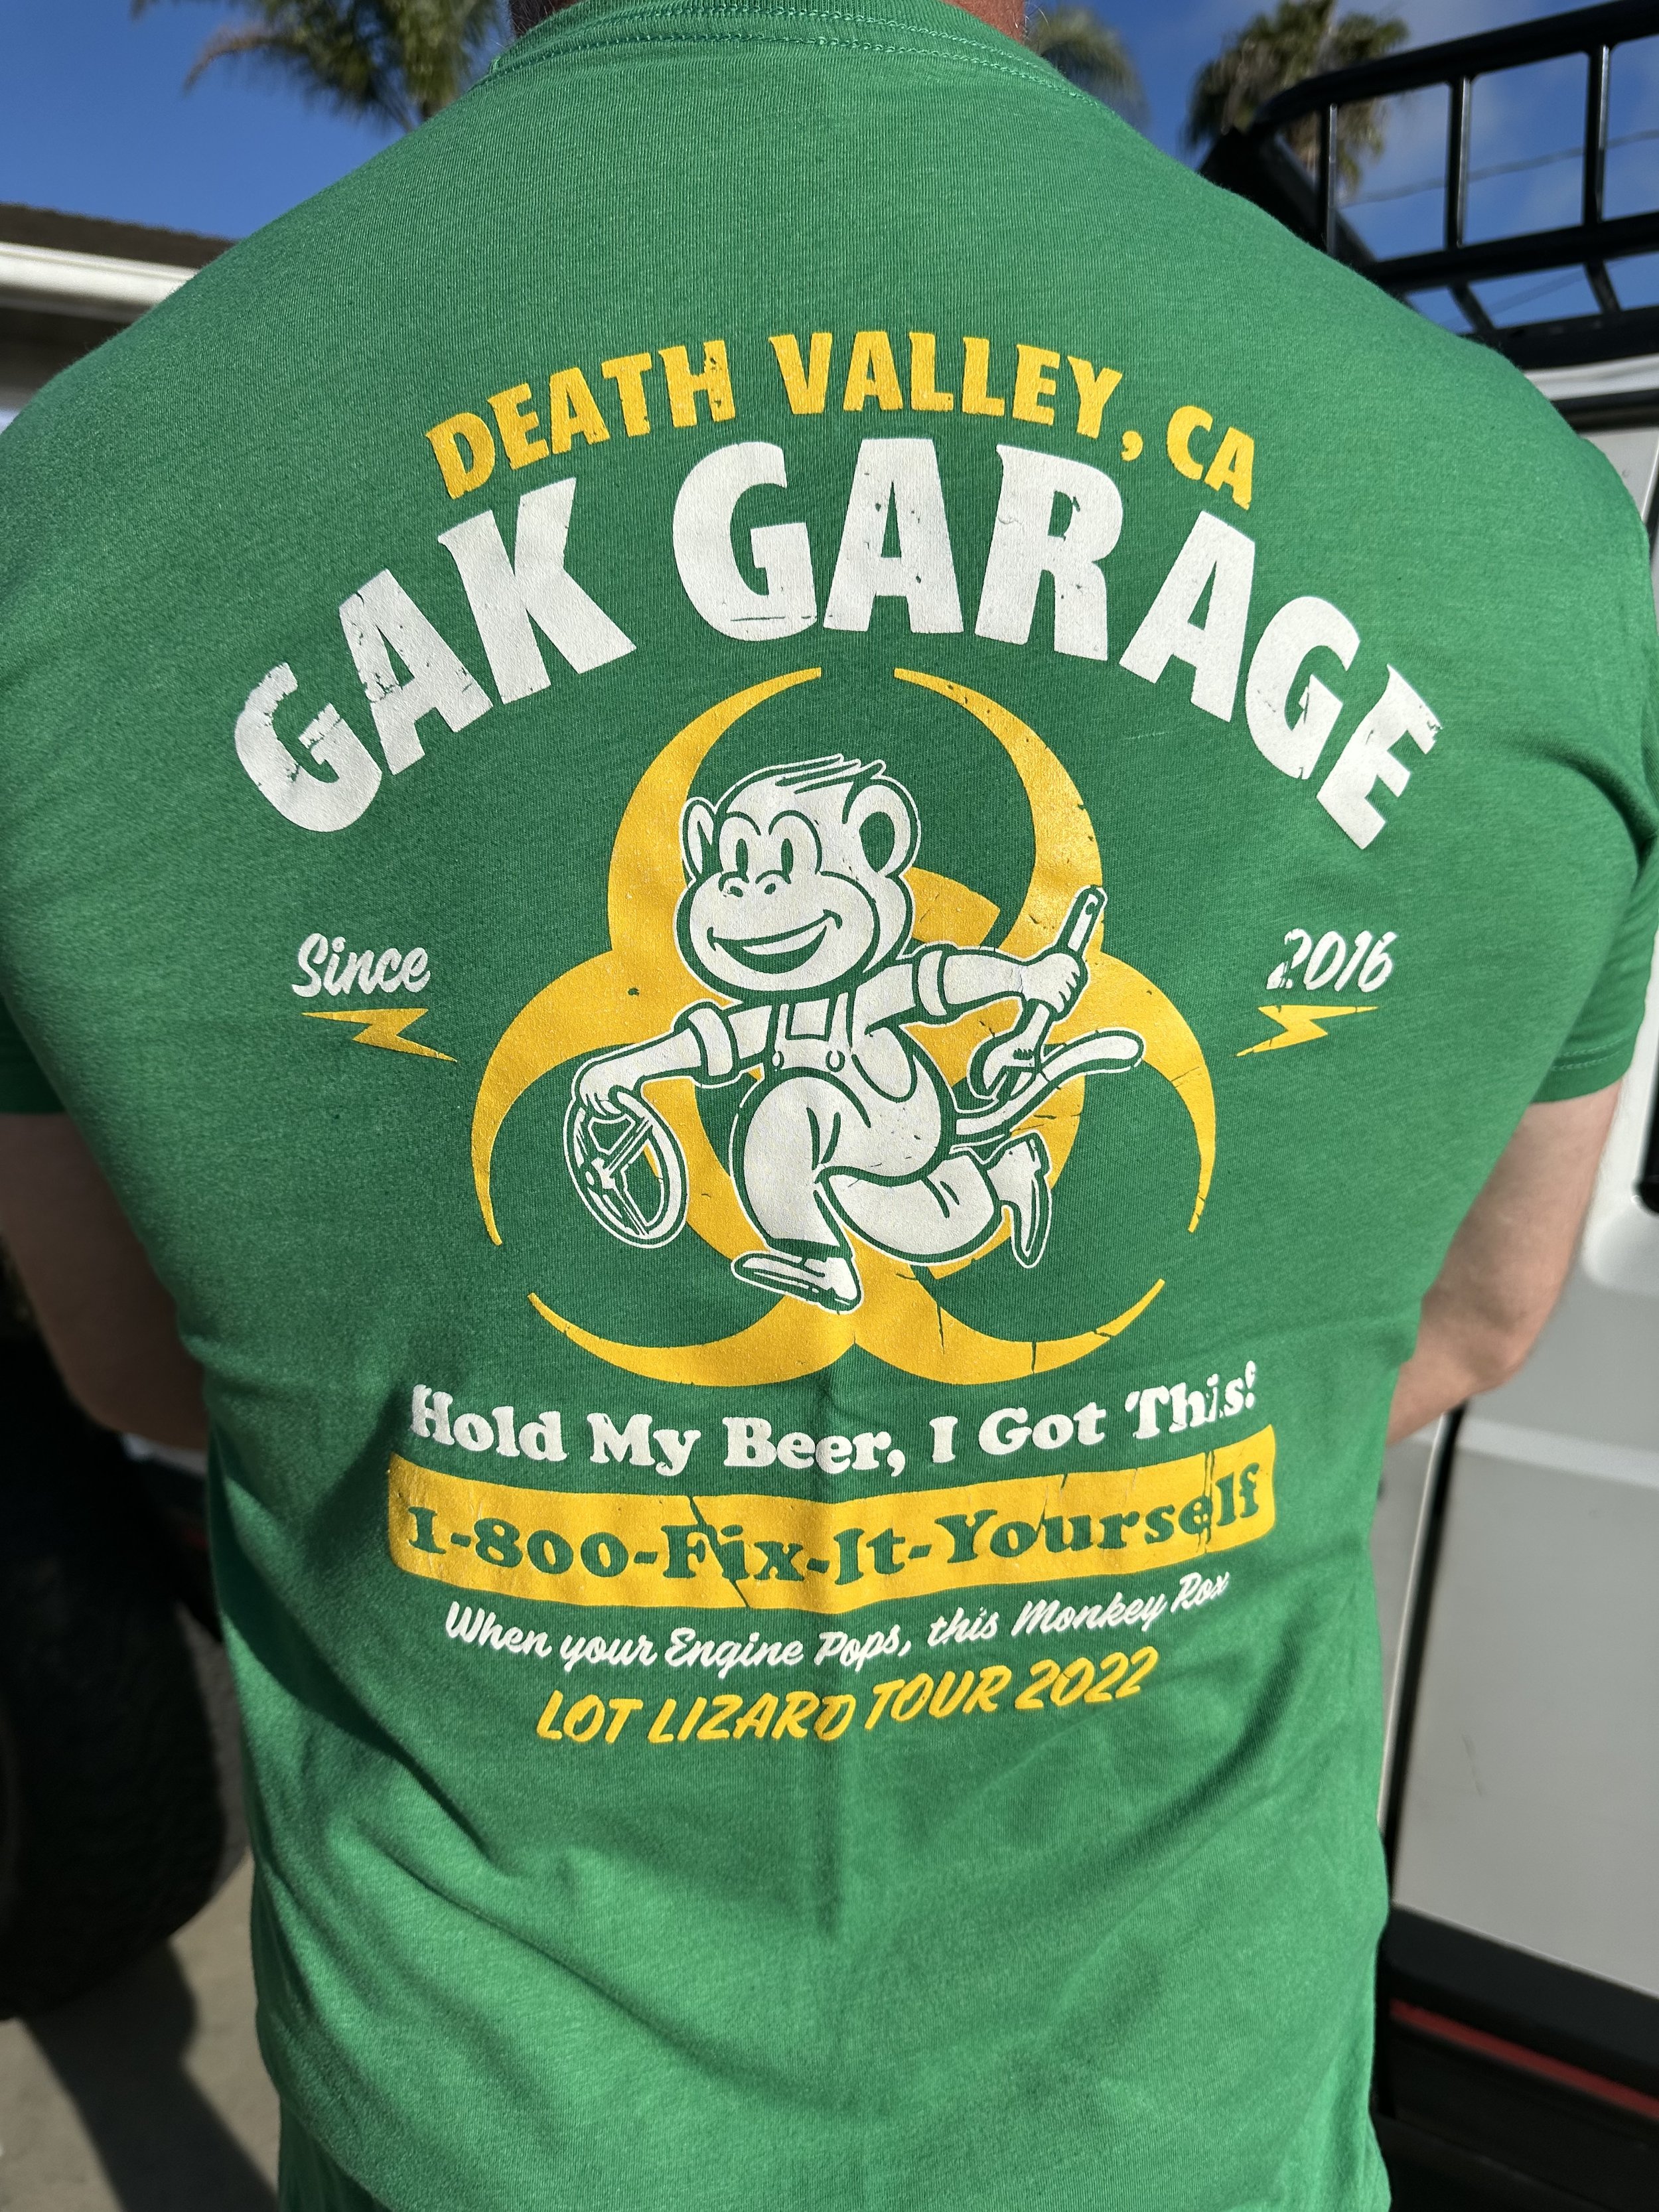 DEATH VALLEY, CA
GAK GARAGE
Since 2016
Hold My Beer, I Got This!
1-800-Fix-It-Yourself
When your Engine Pops, this Monkey Rox
LOT LIZARD TOUR 2022